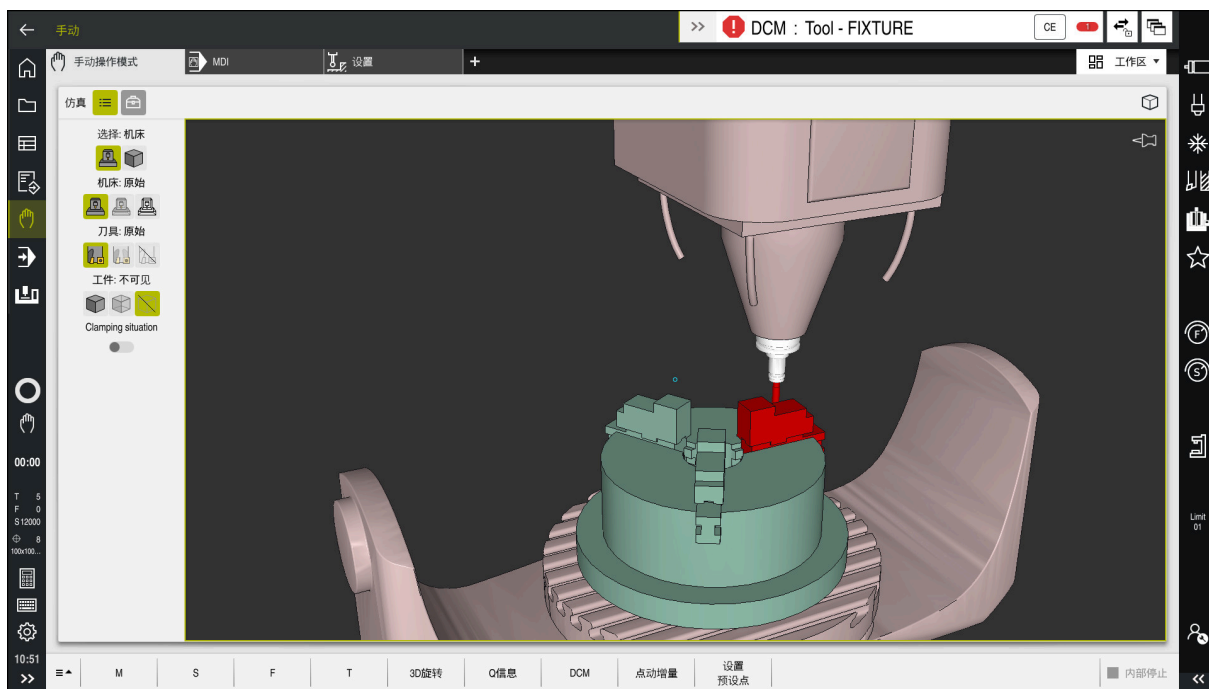 手动
>> DCM : Tool - FIXTURE
CE
1
手动操作模式
MDI
设置
+
工作区
仿真
选择: 机床
机床: 原始
刀具: 原始
工件: 不可见
Clamping situation
00:00
T 5
F 0
S 12000
8
100x100...
10:51
>>
F
S
Limit
01
M
S
F
T
3D旋转
Q信息
DCM
点动增量
设置
预设点
内部停止
<<